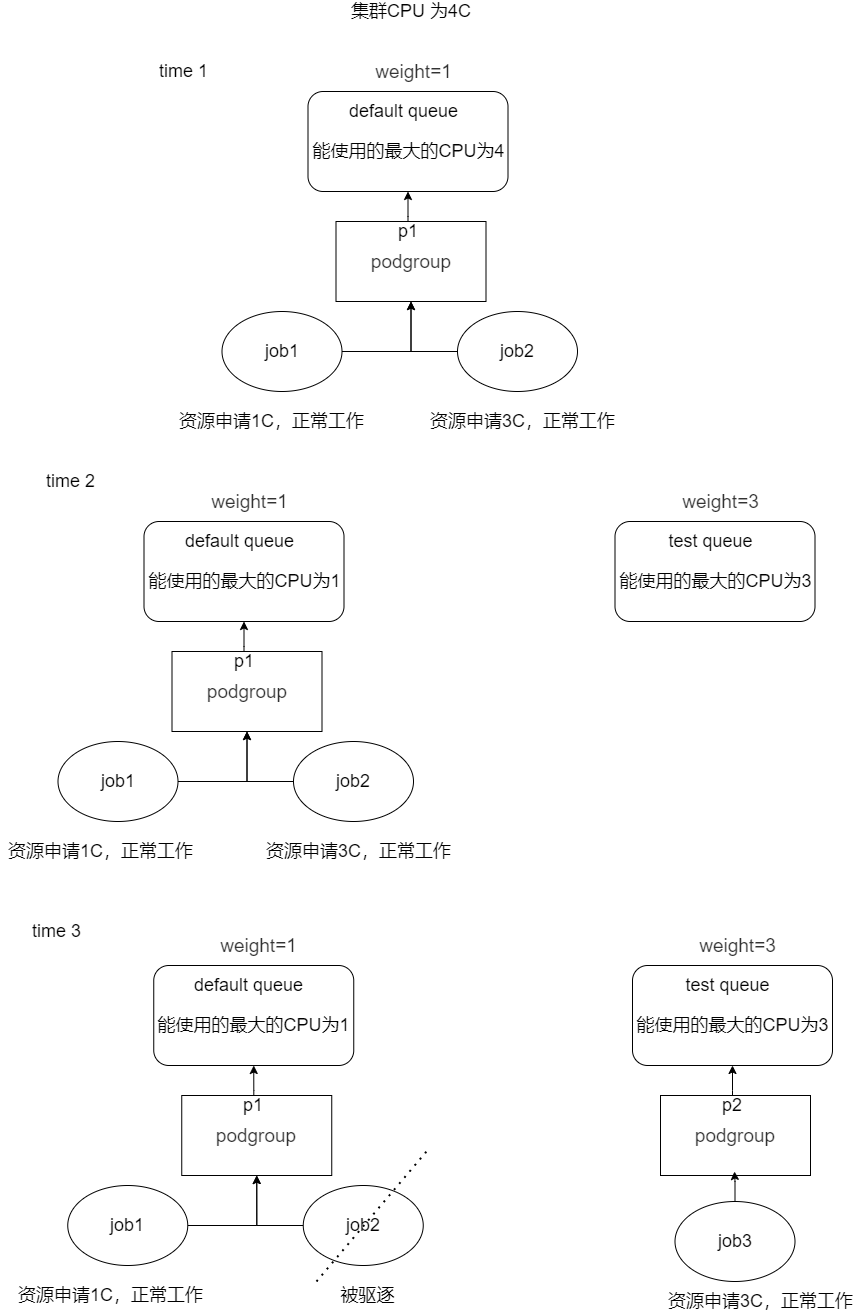 集群CPU 为4C
time 1
weight=1
default queue
能使用的最大的CPU为4
p1
podgroup
job1
job2
资源申请1C，正常工作
资源申请3C，正常工作
time 2
weight=1
weight=3
default queue
test queue
能使用的最大的CPU为1
能使用的最大的CPU为3
p1
podgroup
job1
job2
资源申请1C，正常工作
资源申请3C，正常工作
time 3
weight=1
weight=3
default queue
test queue
能使用的最大的CPU为1
能使用的最大的CPU为3
p1
p2
podgroup
podgroup
job1
job2
job3
资源申请1C，正常工作
被驱逐
资源申请3C，正常工作